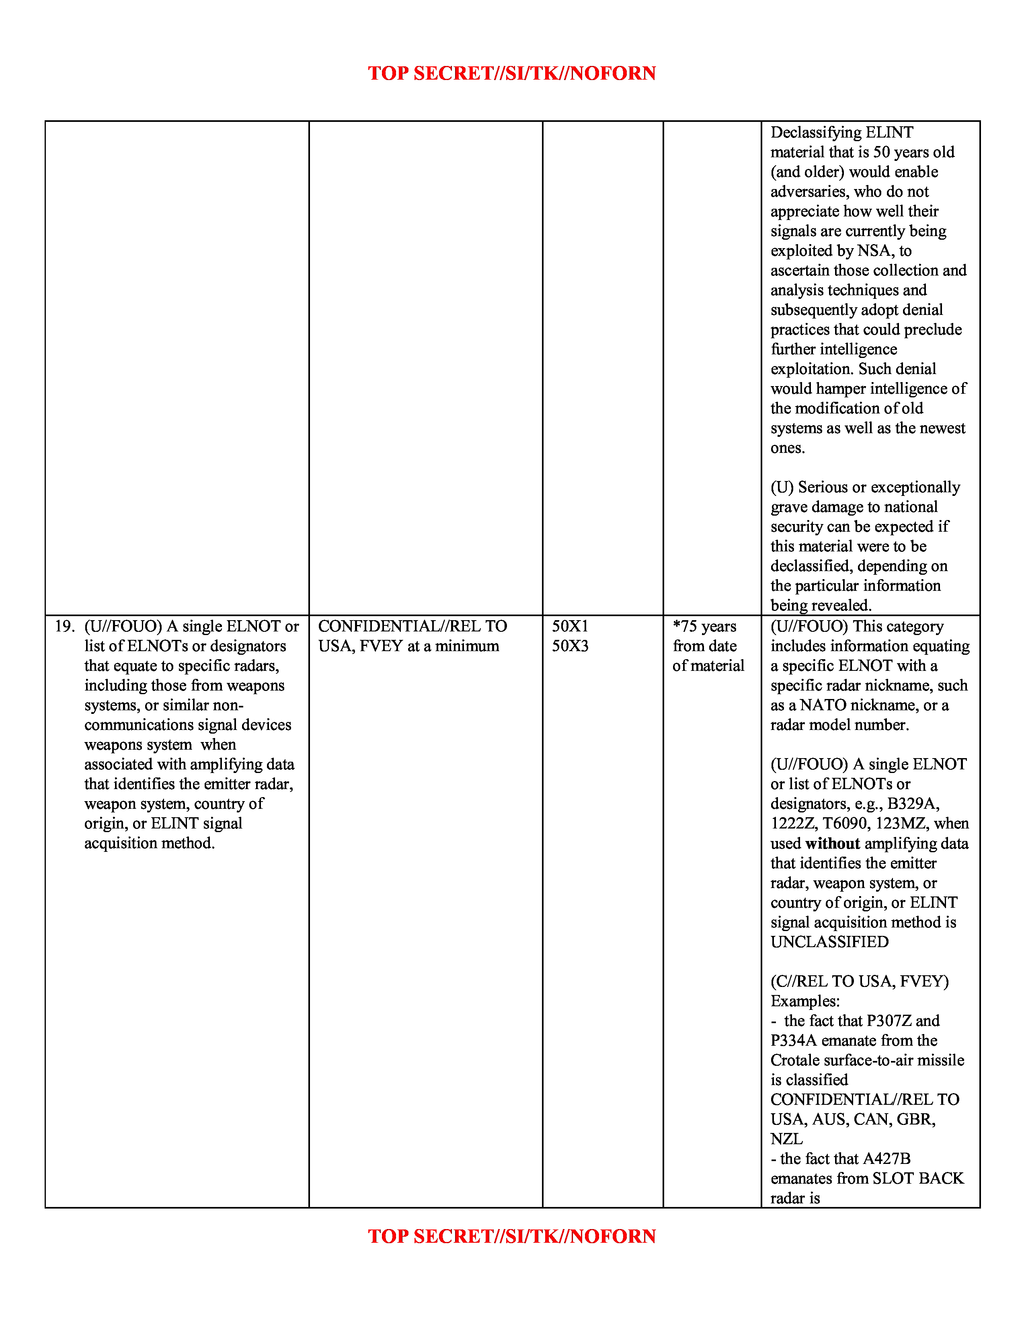 TOP SECRET//SI/TK//NOFORN
Declassifying ELINT
material that is 50 years old
(and older) would enable
adversaries, who do not
appreciate how well their
signals are currently being
exploited by NSA, to
ascertain those collection and
analysis techniques and
subsequently adopt denial
practices that could preclude
further intelligence
exploitation. Such denial
would hamper intelligence of
the modification of old
systems as well as the newest
ones.
(U) Serious or exceptionally
grave damage to national
security can be expected if
this material were to be
declassified, depending on
the particular information
being revealed.
19. (U//FOUO) A single ELNOT or
list of ELNOTs or designators
that equate to specific radars,
including those from weapons
systems, or similar non-
communications signal devices
weapons system when
associated with amplifying data
that identifies the emitter radar,
weapon system, country of
origin, or ELINT signal
acquisition method.
CONFIDENTIAL//REL TO
USA, FVEY at a minimum
50X1
50X3
*75 years
from date
of material
(U//FOUO) This category
includes information equating
a specific ELNOT with a
specific radar nickname, such
as a NATO nickname, or a
radar model number.
(U//FOUO) A single ELNOT
or list of ELNOTs or
designators, e.g., B329A,
1222Z, T6090, 123MZ, when
used without amplifying data
that identifies the emitter
radar, weapon system, or
country of origin, or ELINT
signal acquisition method is
UNCLASSIFIED
(C//REL TO USA, FVEY)
Examples:
- the fact that P307Z and
P334A emanate from the
Crotale surface-to-air missile
is classified
CONFIDENTIAL//REL TO
USA, AUS, CAN, GBR,
NZL
- the fact that A427B
emanates from SLOT BACK
radar is
TOP SECRET//SI/TK//NOFORN